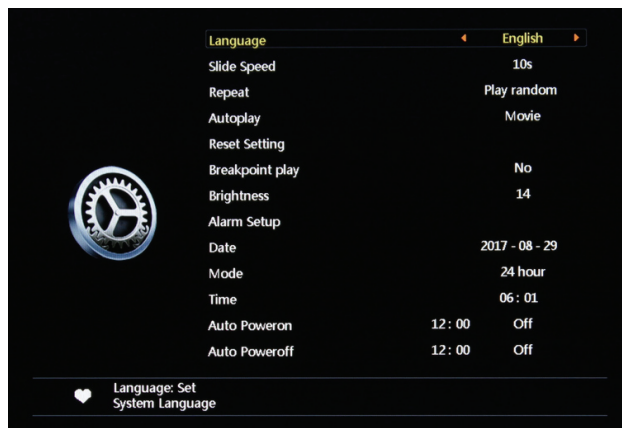 Language English
Slide Speed 10s
Repeat Play random
Autoplay Movie
Reset Setting
Breakpoint play No
Brightness 14
Alarm Setup
Date 2017 - 08 - 29
Mode 24 hour
Time 06 : 01
Auto Poweron 12 : 00 Off
Auto Poweroff 12 : 00 Off
Language: Set
System Language